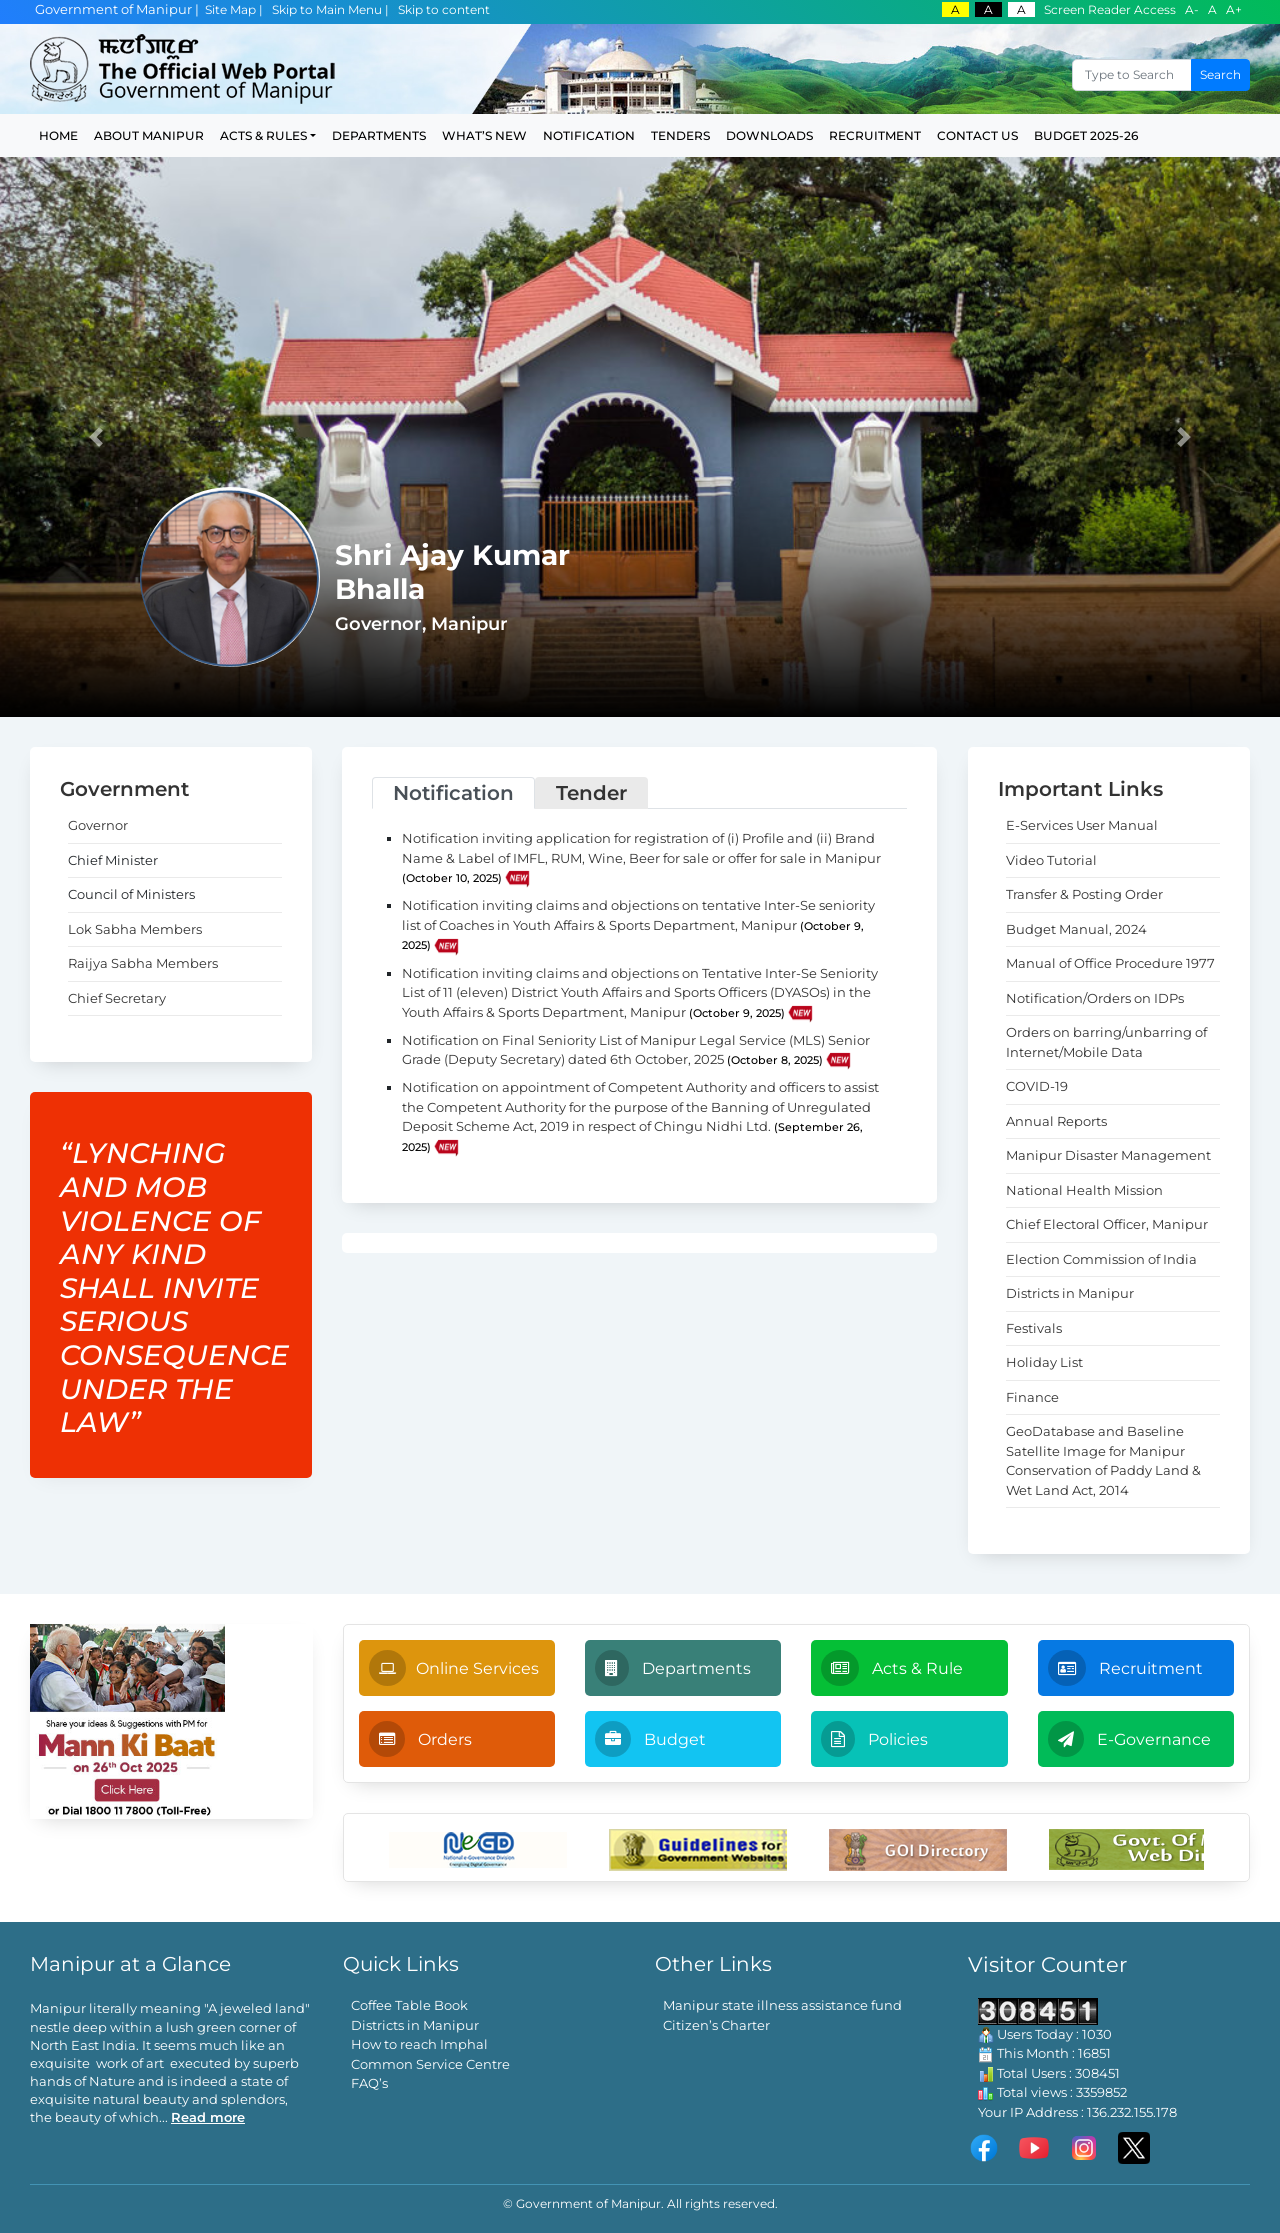 Government of Manipur | Site Map | Skip to Main Menu | Skip to content
A A A Screen Reader Access A- A A+
The Official Web Portal
Government of Manipur
Type to Search Search
HOME ABOUT MANIPUR ACTS & RULES DEPARTMENTS WHAT'S NEW NOTIFICATION TENDERS DOWNLOADS RECRUITMENT CONTACT US BUDGET 2025-26
Shri Ajay Kumar
Bhalla
Governor, Manipur
Government
Governor
Chief Minister
Council of Ministers
Lok Sabha Members
Raijya Sabha Members
Chief Secretary
“LYNCHING
AND MOB
VIOLENCE OF
ANY KIND
SHALL INVITE
SERIOUS
CONSEQUENCE
UNDER THE
LAW”
Notification Tender
Notification inviting application for registration of (i) Profile and (ii) Brand
Name & Label of IMFL, RUM, Wine, Beer for sale or offer for sale in Manipur
(October 10, 2025) NEW
Notification inviting claims and objections on tentative Inter-Se seniority
list of Coaches in Youth Affairs & Sports Department, Manipur (October 9,
2025) NEW
Notification inviting claims and objections on Tentative Inter-Se Seniority
List of 11 (eleven) District Youth Affairs and Sports Officers (DYASOs) in the
Youth Affairs & Sports Department, Manipur (October 9, 2025) NEW
Notification on Final Seniority List of Manipur Legal Service (MLS) Senior
Grade (Deputy Secretary) dated 6th October, 2025 (October 8, 2025) NEW
Notification on appointment of Competent Authority and officers to assist
the Competent Authority for the purpose of the Banning of Unregulated
Deposit Scheme Act, 2019 in respect of Chingu Nidhi Ltd. (September 26,
2025) NEW
Important Links
E-Services User Manual
Video Tutorial
Transfer & Posting Order
Budget Manual, 2024
Manual of Office Procedure 1977
Notification/Orders on IDPs
Orders on barring/unbarring of
Internet/Mobile Data
COVID-19
Annual Reports
Manipur Disaster Management
National Health Mission
Chief Electoral Officer, Manipur
Election Commission of India
Districts in Manipur
Festivals
Holiday List
Finance
GeoDatabase and Baseline
Satellite Image for Manipur
Conservation of Paddy Land &
Wet Land Act, 2014
Share your ideas & Suggestions with PM for
Mann Ki Baat
on 26th Oct 2025
Click Here
or Dial 1800 11 7800 (Toll-Free)
Online Services Departments Acts & Rule Recruitment
Orders Budget Policies E-Governance
NeGD
National e-Governance Division
Energizing Digital Governance
Guidelines for
Government Websites
GOI Directory
Govt. Of
Web
Manipur at a Glance
Manipur literally meaning "A jeweled land"
nestle deep within a lush green corner of
North East India. It seems much like an
exquisite work of art executed by superb
hands of Nature and is indeed a state of
exquisite natural beauty and splendors,
the beauty of which... Read more
Quick Links
Coffee Table Book
Districts in Manipur
How to reach Imphal
Common Service Centre
FAQ's
Other Links
Manipur state illness assistance fund
Citizen's Charter
Visitor Counter
308451
Users Today : 1030
This Month : 16851
Total Users : 308451
Total views : 3359852
Your IP Address : 136.232.155.178
© Government of Manipur. All rights reserved.